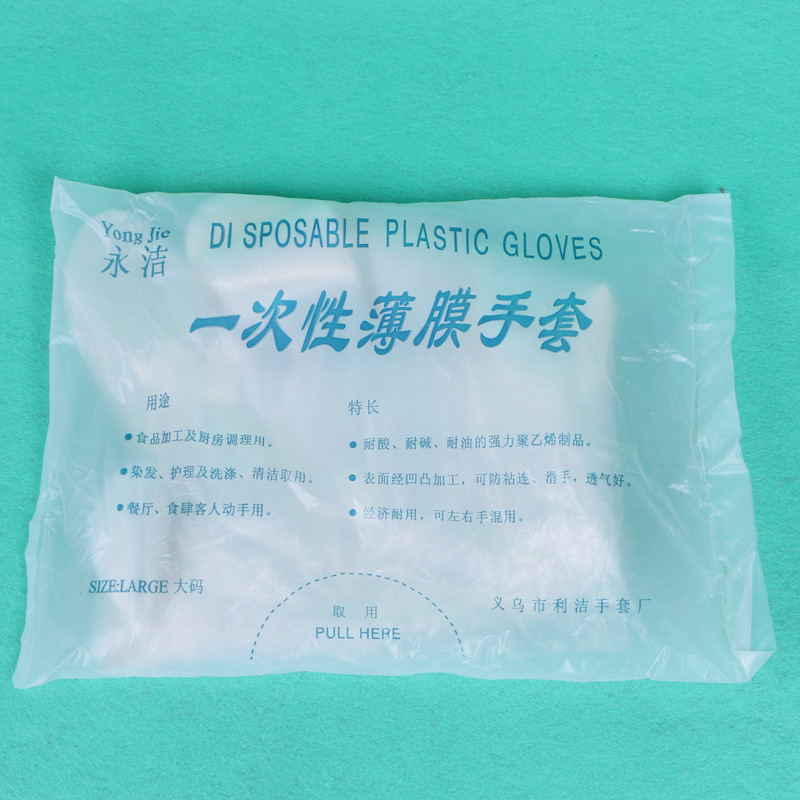 Yong Jie
永洁
DI SPOSABLE PLASTIC GLOVES
一次性薄膜手套
用途
•食品加工及厨房调理用。
•染发、护理及洗涤、清洁取用。
•餐厅、食肆客人动手用。
特长
•耐酸、耐碱、耐油的强力聚乙烯制品。
•表面经凹凸加工，可防粘连、滑手，透气好。
•经济耐用，可左右手混用。
SIZE:LARGE 大码
取用
PULL HERE
义乌市利洁手套厂